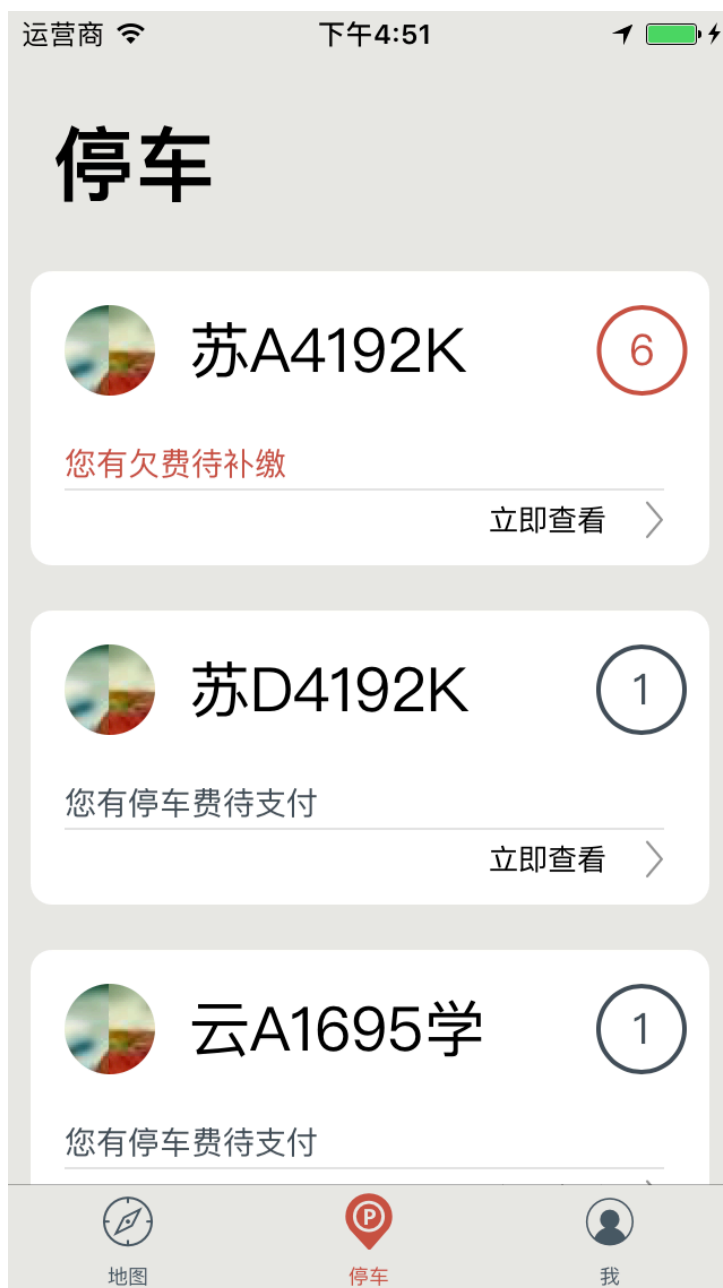 运营商 下午4:51
停车
苏A4192K 6
您有欠费待补缴
立即查看
苏D4192K 1
您有停车费待支付
立即查看
云A1695学 1
您有停车费待支付
P
地图 停车 我